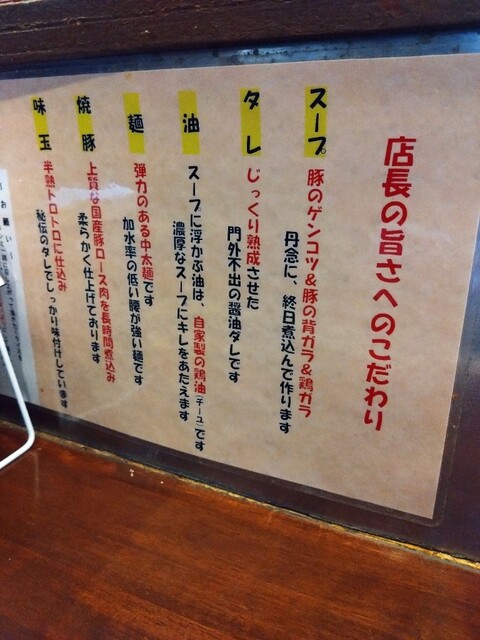 店長の旨さへのこだわり
スープ 豚のゲンコツ&豚の背ガラ&鶏ガラ
丹念に、終日煮込んで作ります
タレ じっくり熟成させた
門外不出の醤油ダレです
油 スープに浮かぶ油は、自家製の鶏油(チーユ)です
濃厚なスープにキレをあたえます
麺 弾力のある中太麺です
加水率の低い腰が強い麺です
焼豚 上質な国産豚ロース肉を長時間煮込み
柔らかく仕上げております
味玉 半熟トロトロに仕込み
秘伝のタレでしっかり味付けしています